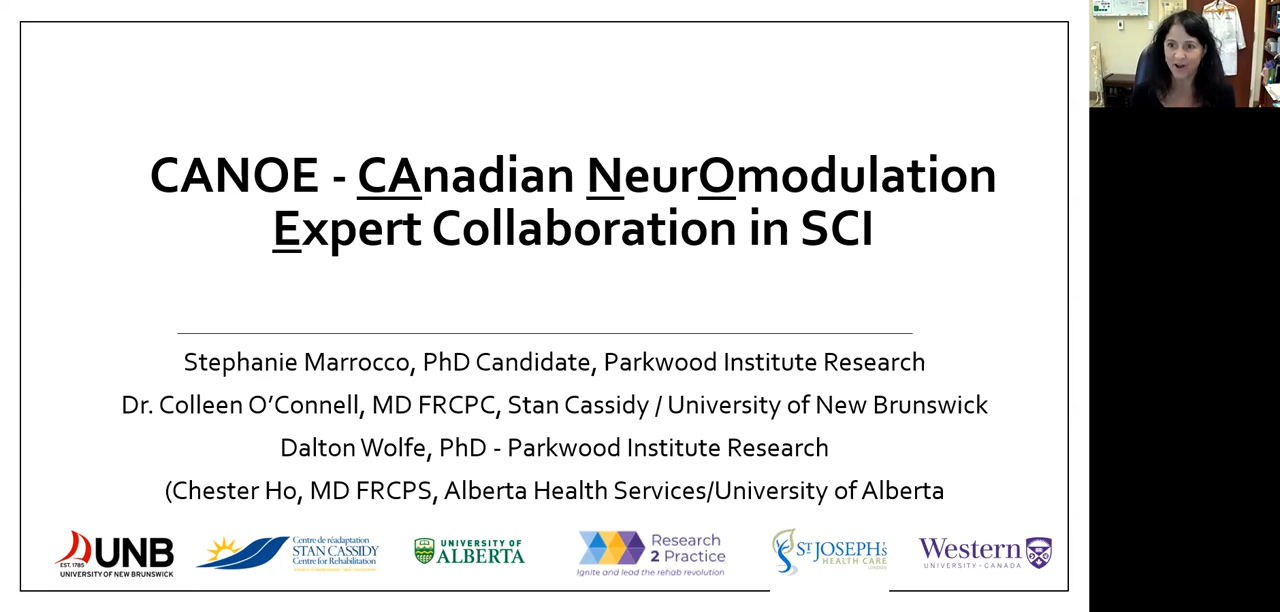 CANOE - CAnadian NeurOmodulation
Expert Collaboration in SCI
Stephanie Marrocco, PhD Candidate, Parkwood Institute Research
Dr. Colleen O’Connell, MD FRCPC, Stan Cassidy / University of New Brunswick
Dalton Wolfe, PhD - Parkwood Institute Research
(Chester Ho, MD FRCPS, Alberta Health Services/University of Alberta
UNB
EST. 1785
UNIVERSITY OF NEW BRUNSWICK
Centre de réadaptation
STAN CASSIDY
Centre for Rehabilitation
UNIVERSITY OF
ALBERTA
Research
2 Practice
Ignite and lead the rehab revolution
ST JOSEPH'S
HEALTH CARE
LONDON
Western
UNIVERSITY · CANADA